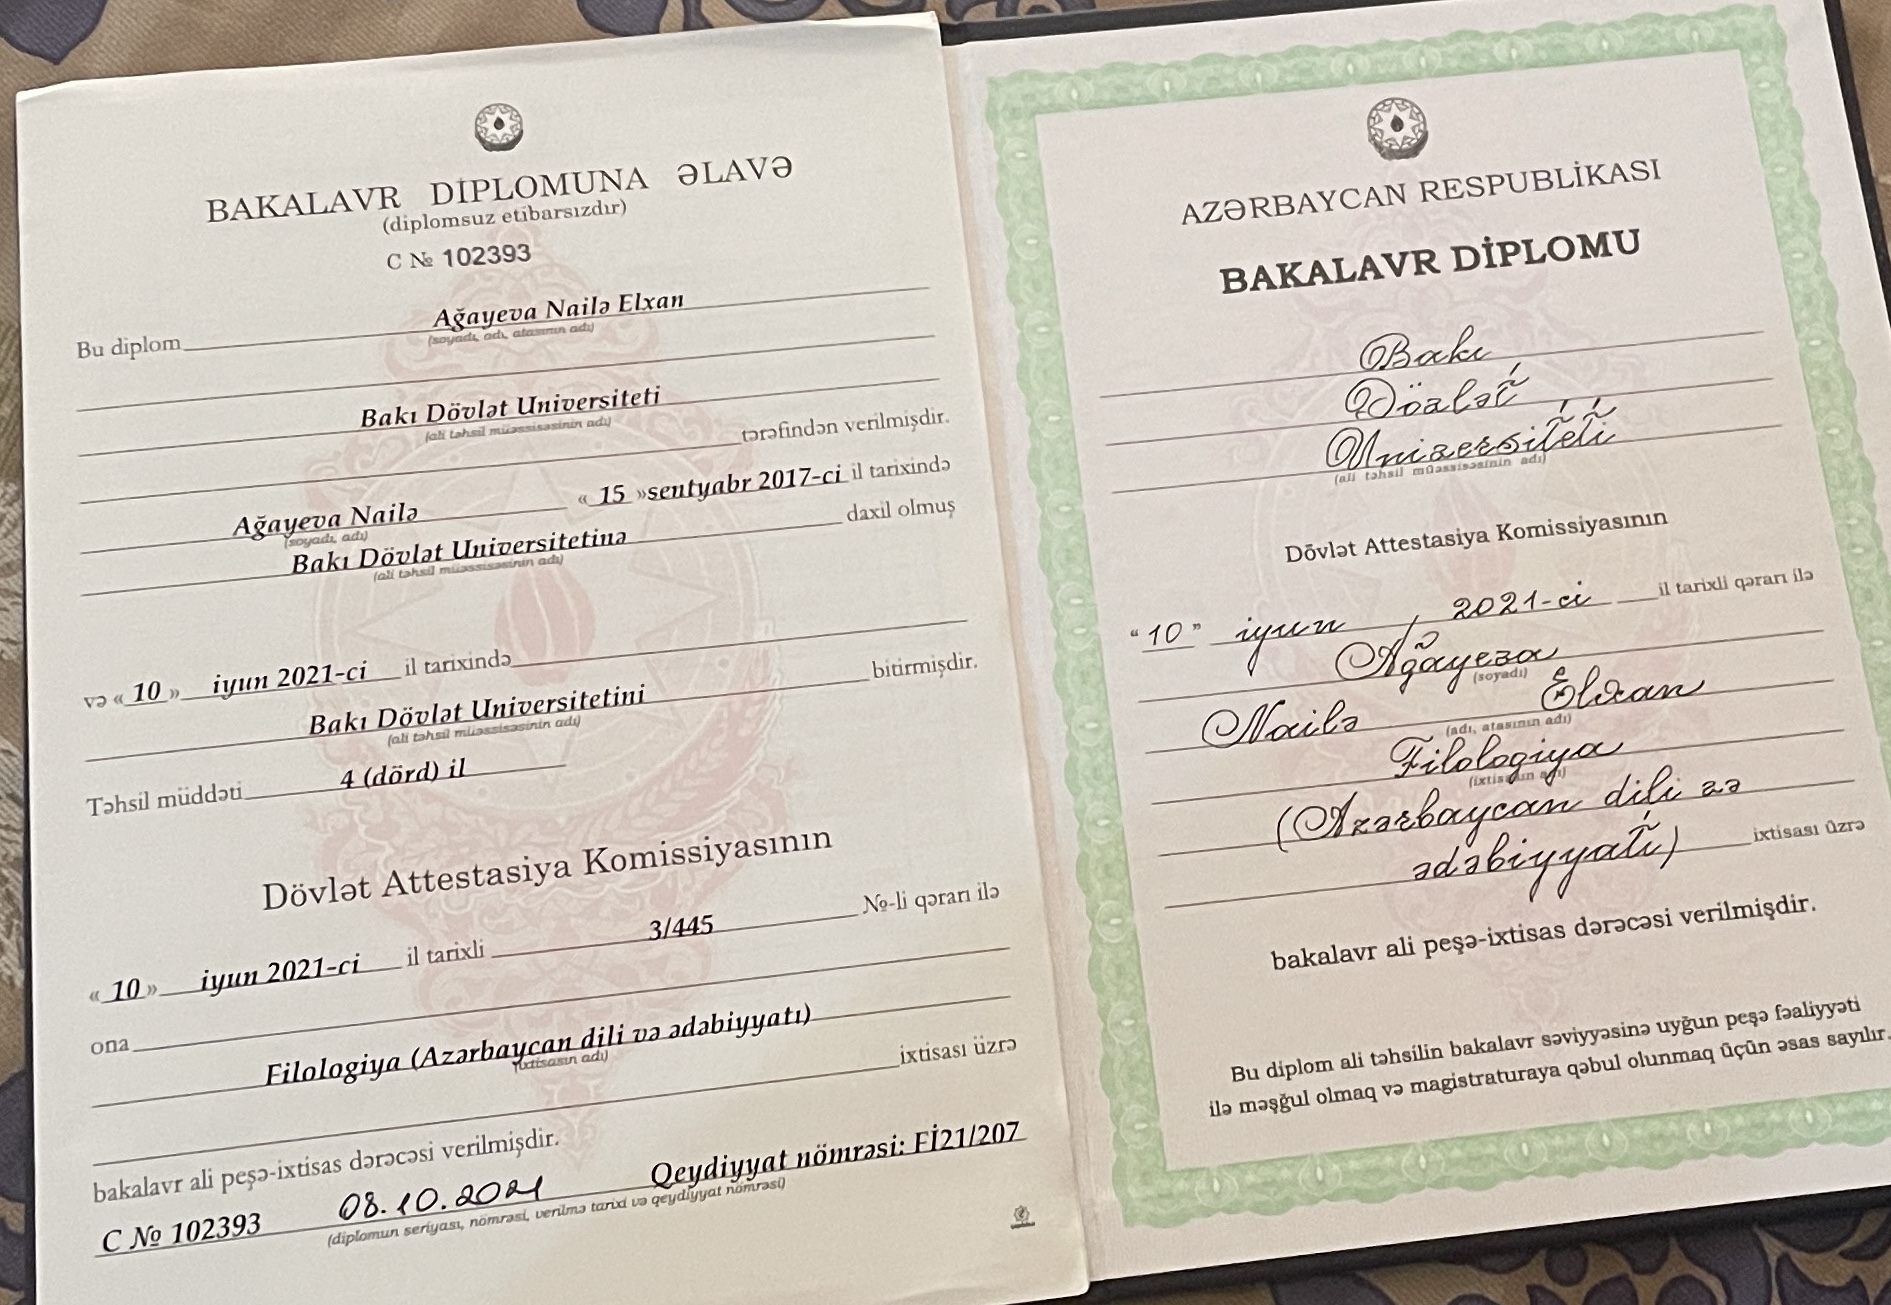 BAKALAVR DİPLOMUNA ƏLAVƏ
(diplomsuz etibarsızdır)
C № 102393
Bu diplom Ağayeva Nailə Elxan
(soyadı, adı, atasının adı)
Bakı Dövlət Universiteti
(ali təhsil müəssisəsinin adı)
tərəfindən verilmişdir.
Ağayeva Nailə « 15 »sentyabr 2017-ci il tarixində
(soyadı, adı)
Bakı Dövlət Universitetinə daxil olmuş
(ali təhsil müəssisəsinin adı)
və « 10 » iyun 2021-ci il tarixində
Bakı Dövlət Universitetini bitirmişdir.
(ali təhsil müəssisəsinin adı)
Təhsil müddəti 4 (dörd) il
Dövlət Attestasiya Komissiyasının
« 10 » iyun 2021-ci il tarixli 3/445 №-li qərarı ilə
ona
Filologiya (Azərbaycan dili və ədəbiyyatı)
(ixtisasın adı)
ixtisası üzrə
bakalavr ali peşə-ixtisas dərəcəsi verilmişdir.
C № 102393 08.10.2021 Qeydiyyat nömrəsi: Fİ21/207
(diplomun seriyası, nömrəsi, verilmə tarixi və qeydiyyat nömrəsi)
AZƏRBAYCAN RESPUBLİKASI
BAKALAVR DİPLOMU
Bakı
Dövlət
Universiteti
(ali təhsil müəssisəsinin adı)
Dövlət Attestasiya Komissiyasının
“ 10 ” iyun , 2021-ci il tarixli qərarı ilə
Ağayeva
(soyadı)
Nailə Elxan
(adı, atasının adı)
Filologiya
(ixtisasın adı)
(Azərbaycan dili və
ədəbiyyatı) ixtisası üzrə
bakalavr ali peşə-ixtisas dərəcəsi verilmişdir.
Bu diplom ali təhsilin bakalavr səviyyəsinə uyğun peşə fəaliyyəti
ilə məşğul olmaq və magistraturaya qəbul olunmaq üçün əsas sayılır.